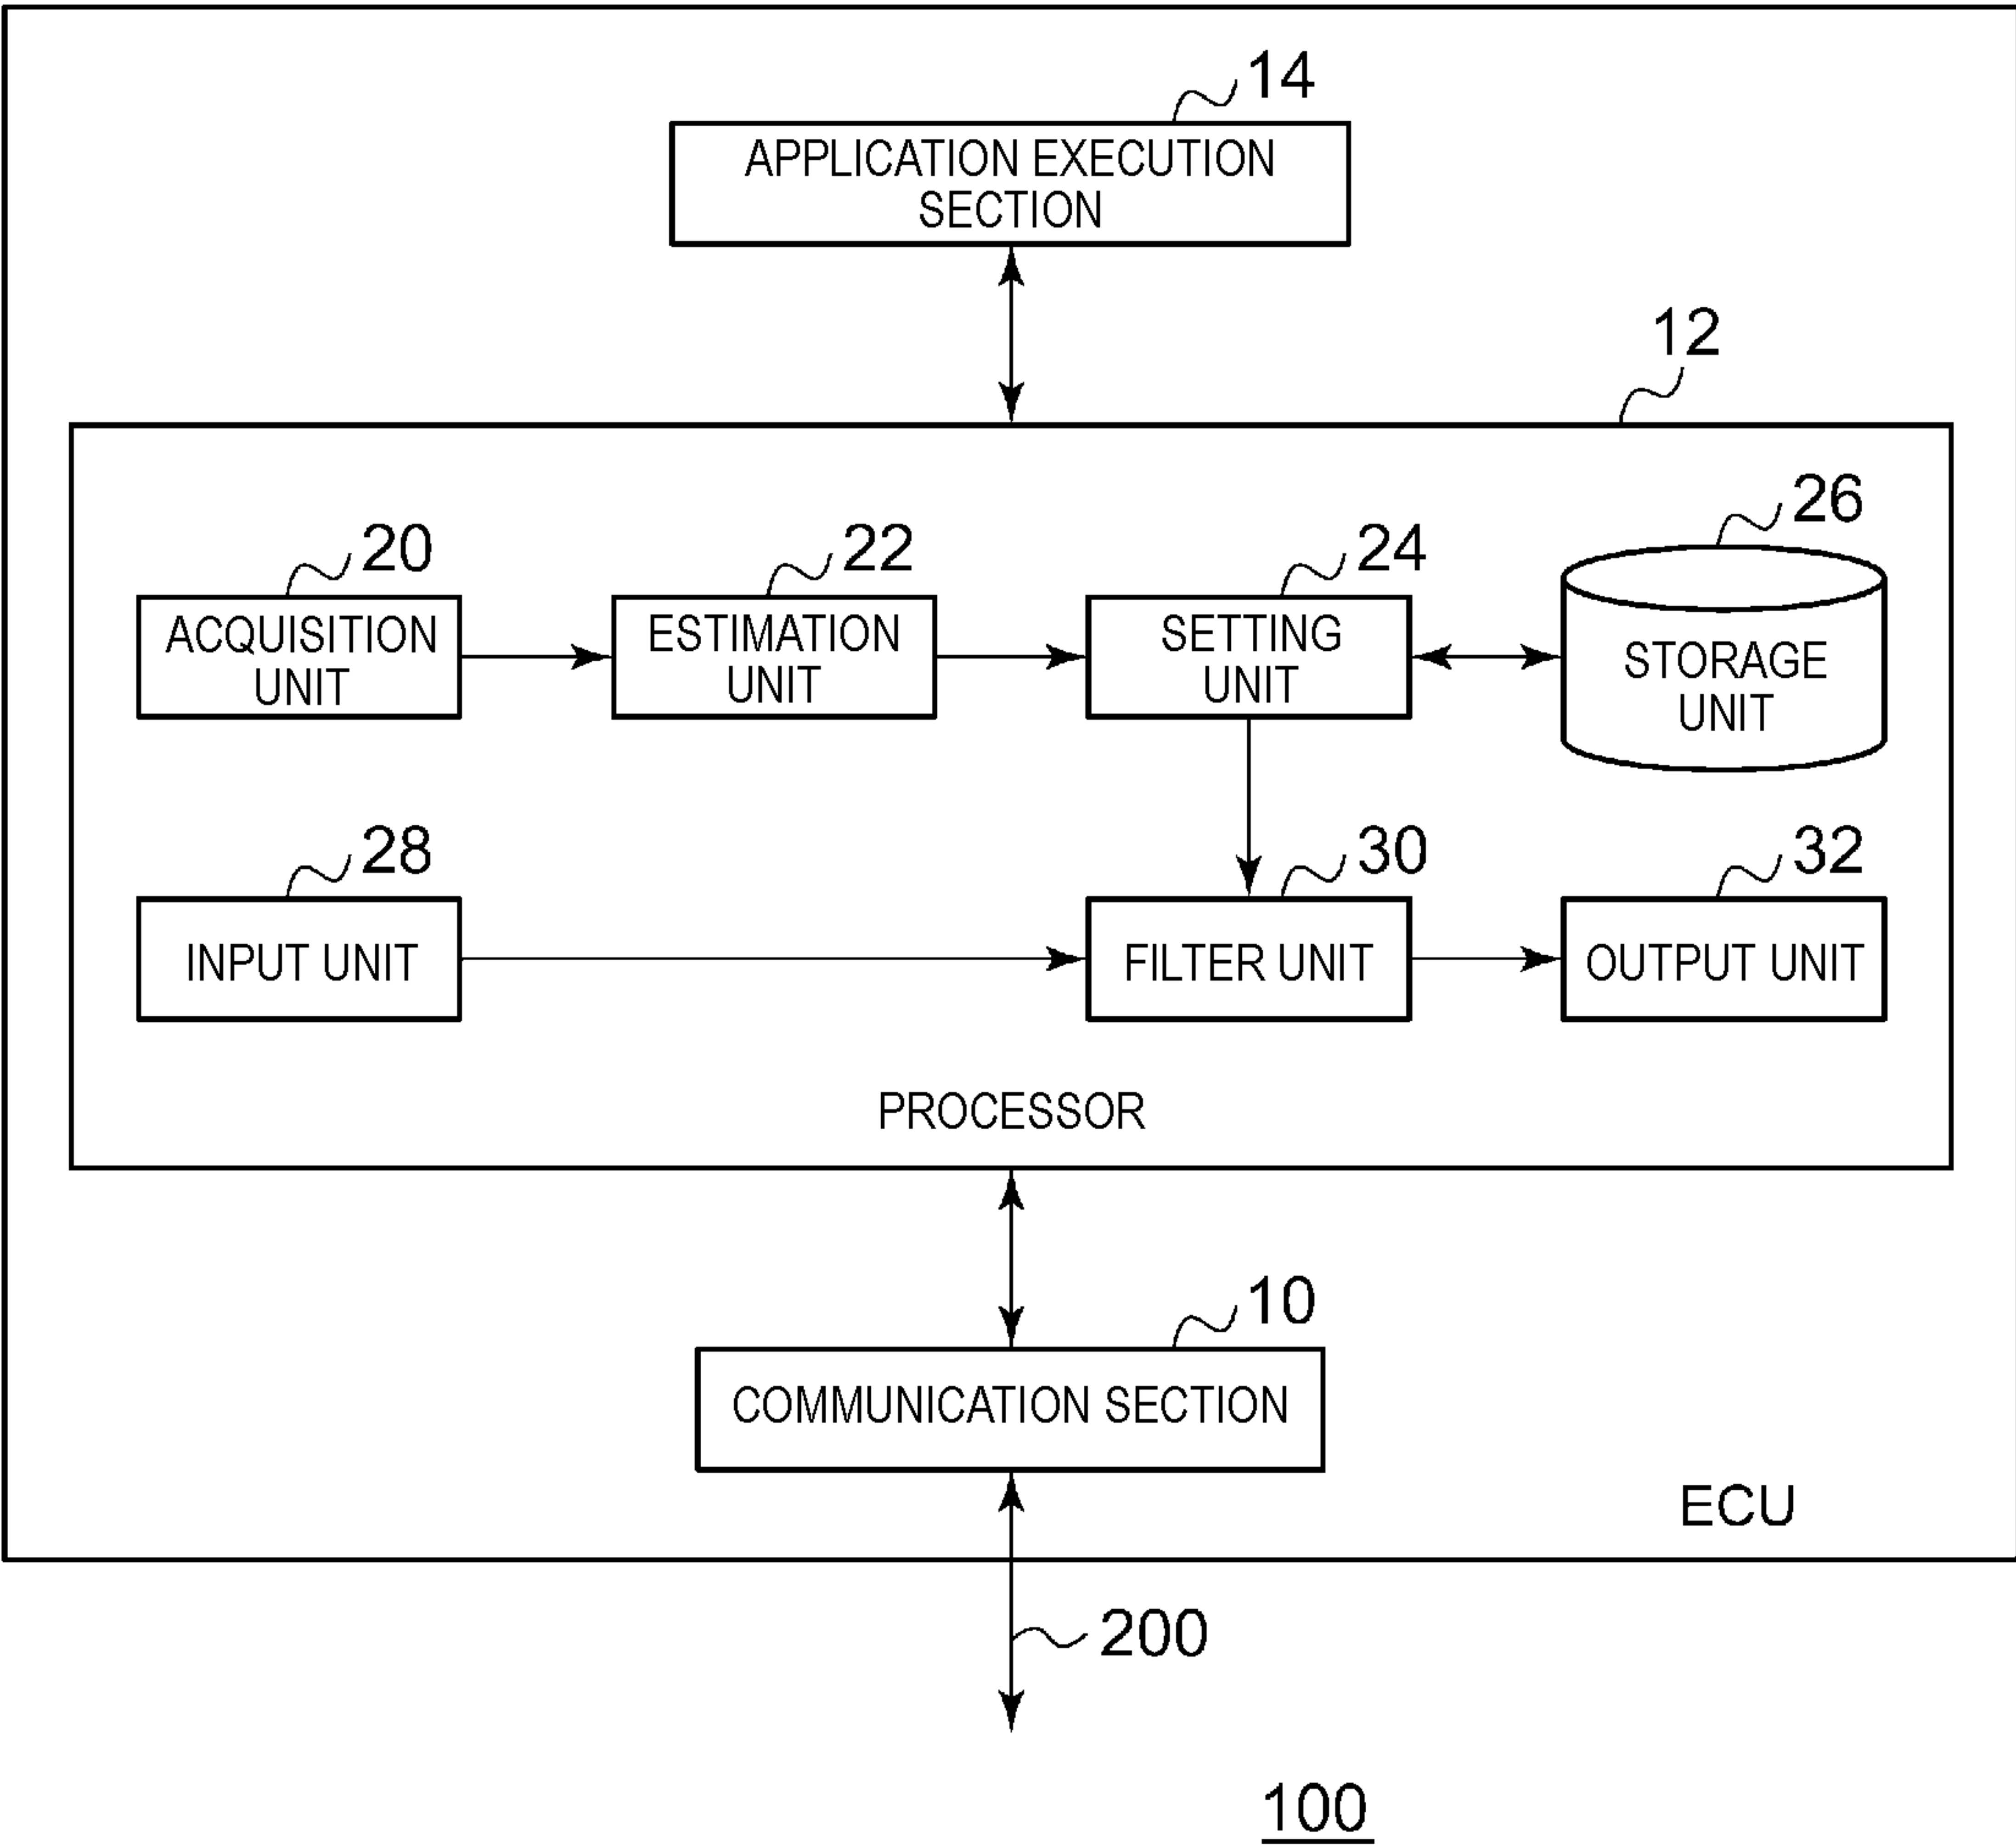 14
APPLICATION EXECUTION
SECTION
12
20
22
24
26
ACQUISITION
UNIT
ESTIMATION
UNIT
SETTING
UNIT
STORAGE
UNIT
28
30
32
INPUT UNIT
FILTER UNIT
OUTPUT UNIT
PROCESSOR
10
COMMUNICATION SECTION
ECU
200
100